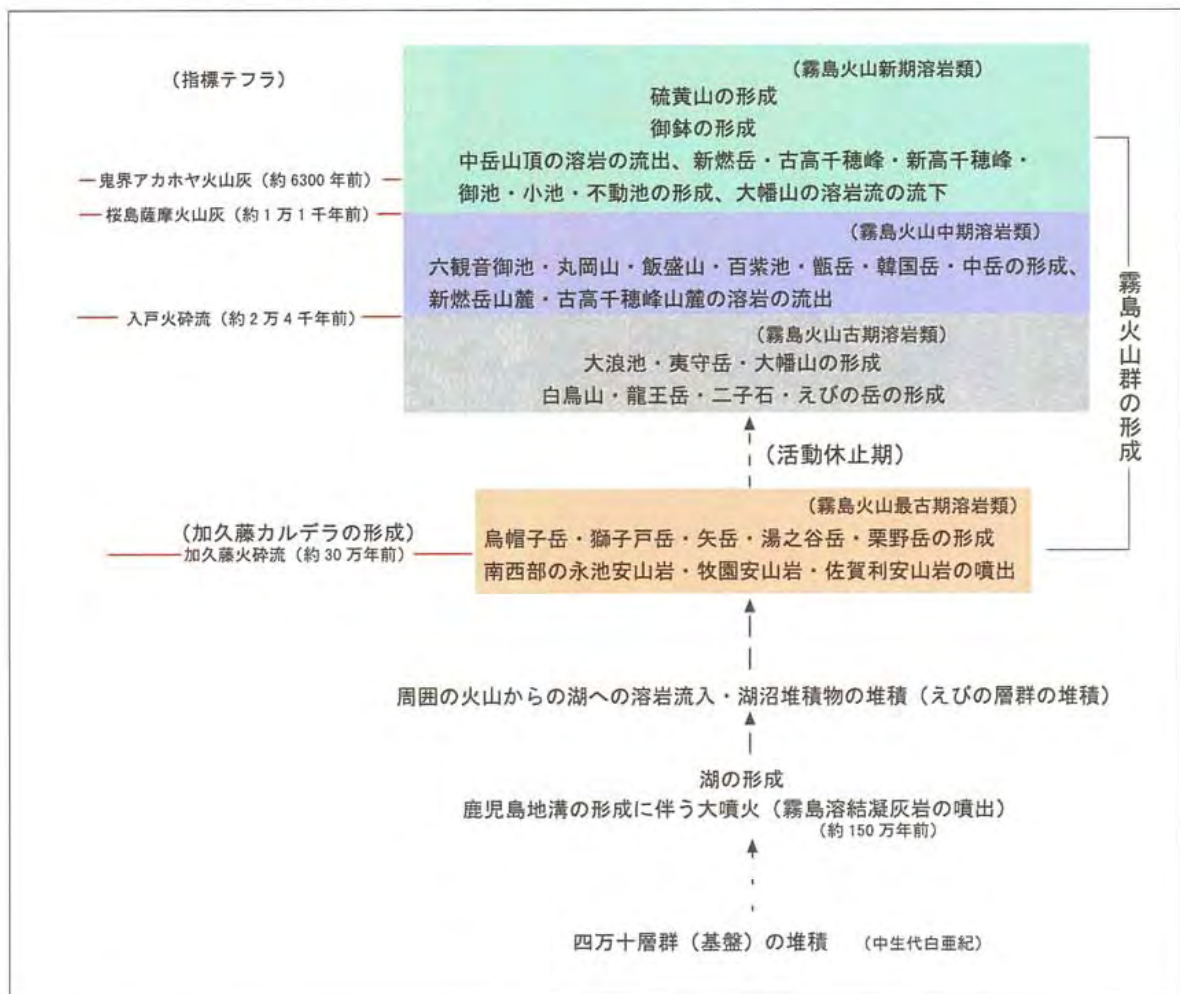 （指標テフラ）
（霧島火山新期溶岩類）
硫黄山の形成
御鉢の形成
中岳山頂の溶岩の流出、新燃岳・古高千穂峰・新高千穂峰・
御池・小池・不動池の形成、大幡山の溶岩流の流下
鬼界アカホヤ火山灰（約6300年前）
桜島薩摩火山灰（約1万1千年前）
（霧島火山中期溶岩類）
六観音御池・丸岡山・飯盛山・百紫池・甑岳・韓国岳・中岳の形成、
新燃岳山麓・古高千穂峰山麓の溶岩の流出
入戸火砕流（約2万4千年前）
（霧島火山古期溶岩類）
大浪池・夷守岳・大幡山の形成
白鳥山・龍王岳・二子石・えびの岳の形成
霧島火山群の形成
（活動休止期）
（霧島火山最古期溶岩類）
烏帽子岳・獅子戸岳・矢岳・湯之谷岳・栗野岳の形成
南西部の永池安山岩・牧園安山岩・佐賀利安山岩の噴出
（加久藤カルデラの形成）
加久藤火砕流（約30万年前）
周囲の火山からの湖への溶岩流入・湖沼堆積物の堆積（えびの層群の堆積）
湖の形成
鹿児島地溝の形成に伴う大噴火（霧島溶結凝灰岩の噴出）
（約150万年前）
四万十層群（基盤）の堆積　（中生代白亜紀）